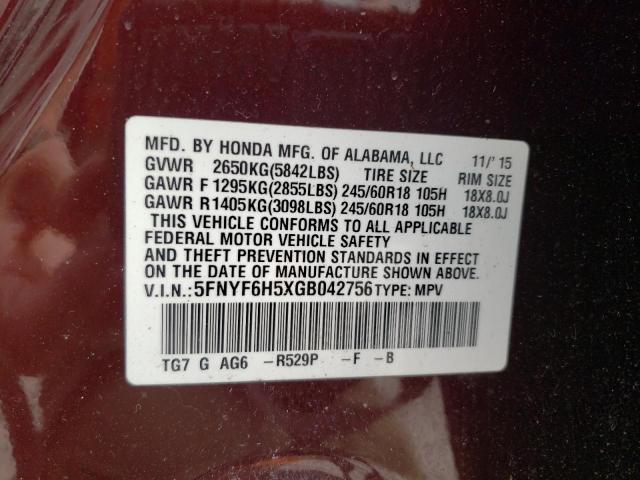 MFD. BY HONDA MFG. OF ALABAMA, LLC 11/'15
GVWR 2650KG(5842LBS) TIRE SIZE RIM SIZE
GAWR F 1295KG(2855LBS) 245/60R18 105H 18X8.0J
GAWR R1405KG(3098LBS) 245/60R18 105H 18X8.0J
THIS VEHICLE CONFORMS TO ALL APPLICABLE
FEDERAL MOTOR VEHICLE SAFETY
AND THEFT PREVENTION STANDARDS IN EFFECT
ON THE DATE OF MANUFACTURE SHOWN ABOVE.
V.I.N.:5FNYF6H5XGB042756 TYPE: MPV
TG7 G AG6 -R529P -F -B